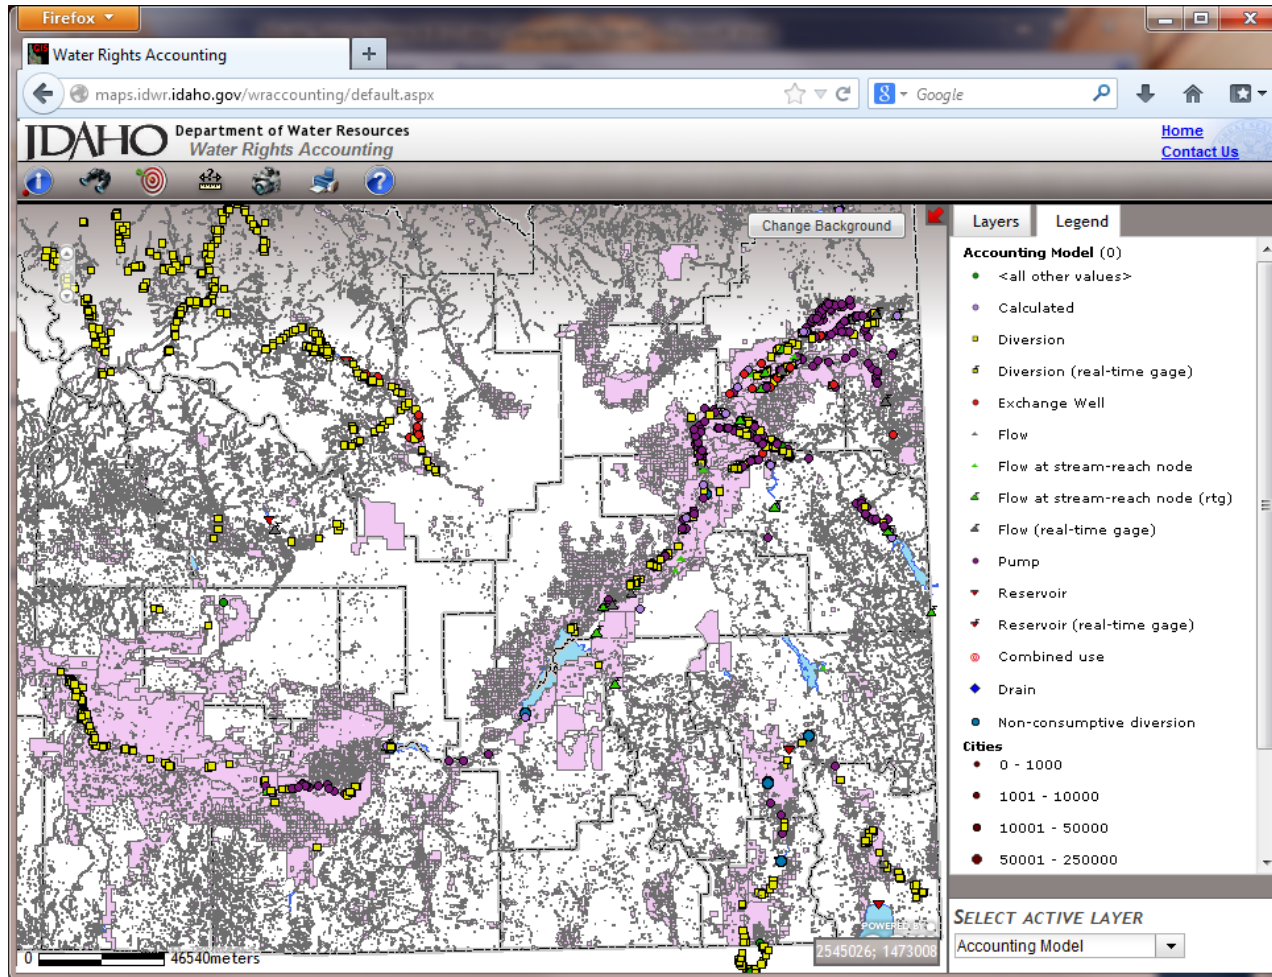 Firefox
Water Rights Accounting
maps.idwr.idaho.gov/wraccounting/default.aspx
Google
IDAHO Department of Water Resources
Water Rights Accounting
Home
Contact Us
Change Background
Layers Legend
Accounting Model (0)
<all other values>
Calculated
Diversion
Diversion (real-time gage)
Exchange Well
Flow
Flow at stream-reach node
Flow at stream-reach node (rtg)
Flow (real-time gage)
Pump
Reservoir
Reservoir (real-time gage)
Combined use
Drain
Non-consumptive diversion
Cities
0 - 1000
1001 - 10000
10001 - 50000
50001 - 250000
POWERED BY
SELECT ACTIVE LAYER
Accounting Model
0 46540meters
2545026; 1473008